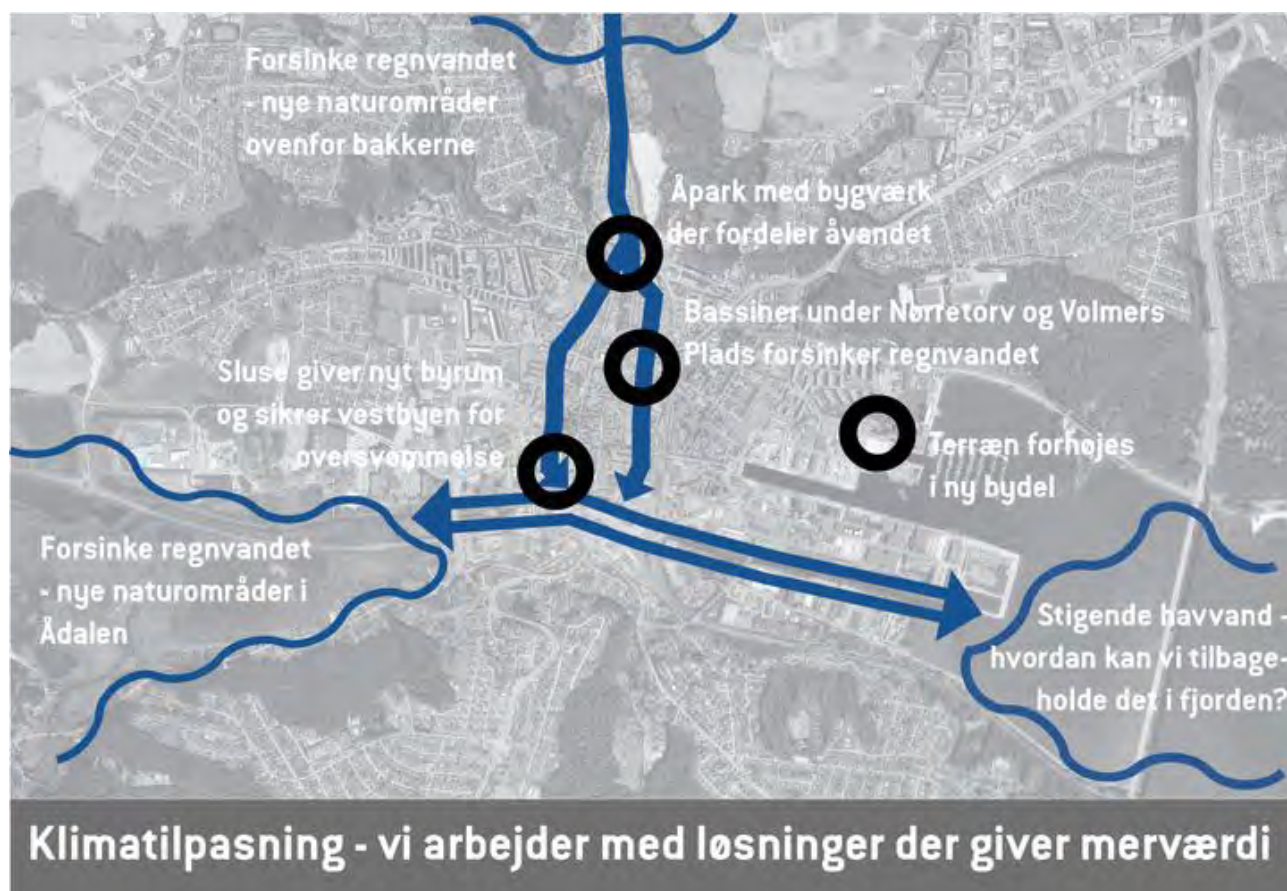 Forsinke regnvandet
- nye naturområder
ovenfor bakkerne
Åpark med bygværk
der fordeler åvandet
Bassiner under Nørretorv og Volmers
Plads forsinker regnvandet
Sluse giver nyt byrum
og sikrer vestbyen for
oversvømmelse
Terræn forhøjes
i ny bydel
Forsinke regnvandet
- nye naturområder i
Ådalen
Stigende havvand -
hvordan kan vi tilbage-
holde det i fjorden?
Klimatilpasning - vi arbejder med løsninger der giver merværdi